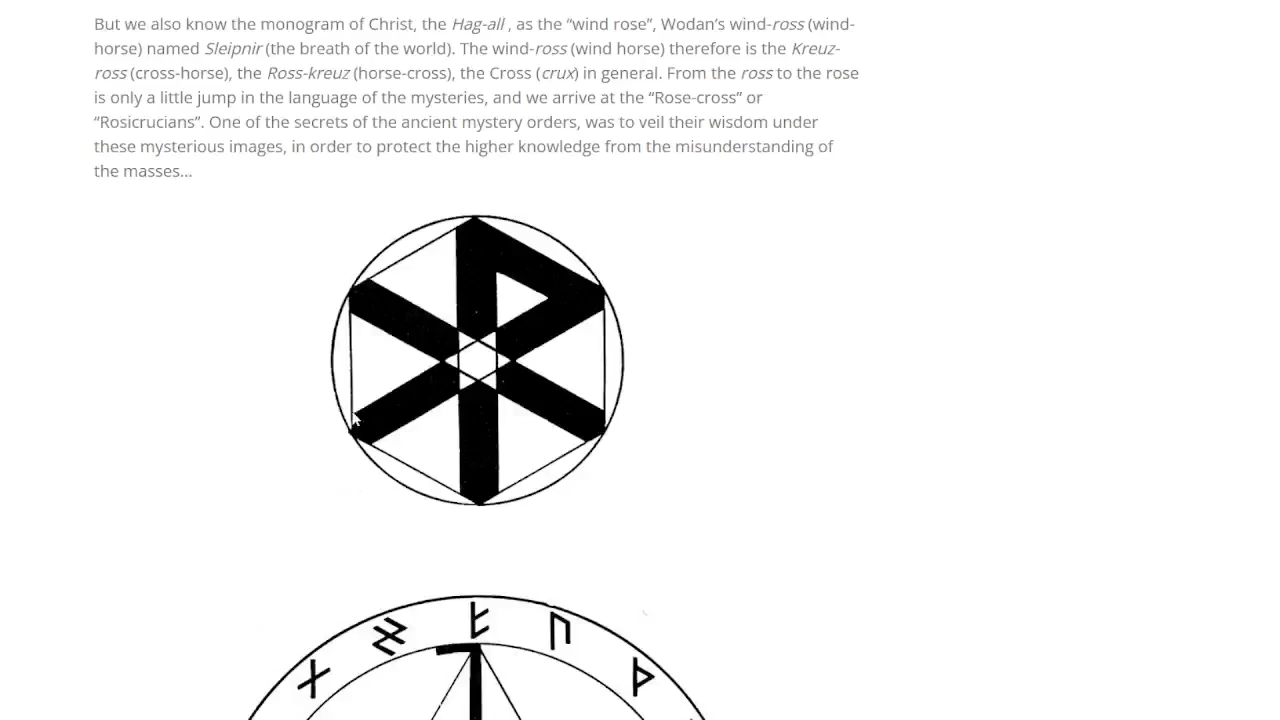 But we also know the monogram of Christ, the Hag-all , as the “wind rose”, Wodan’s wind-ross (wind-
horse) named Sleipnir (the breath of the world). The wind-ross (wind horse) therefore is the Kreuz-
ross (cross-horse), the Ross-kreuz (horse-cross), the Cross (crux) in general. From the ross to the rose
is only a little jump in the language of the mysteries, and we arrive at the “Rose-cross” or
“Rosicrucians”. One of the secrets of the ancient mystery orders, was to veil their wisdom under
these mysterious images, in order to protect the higher knowledge from the misunderstanding of
the masses...